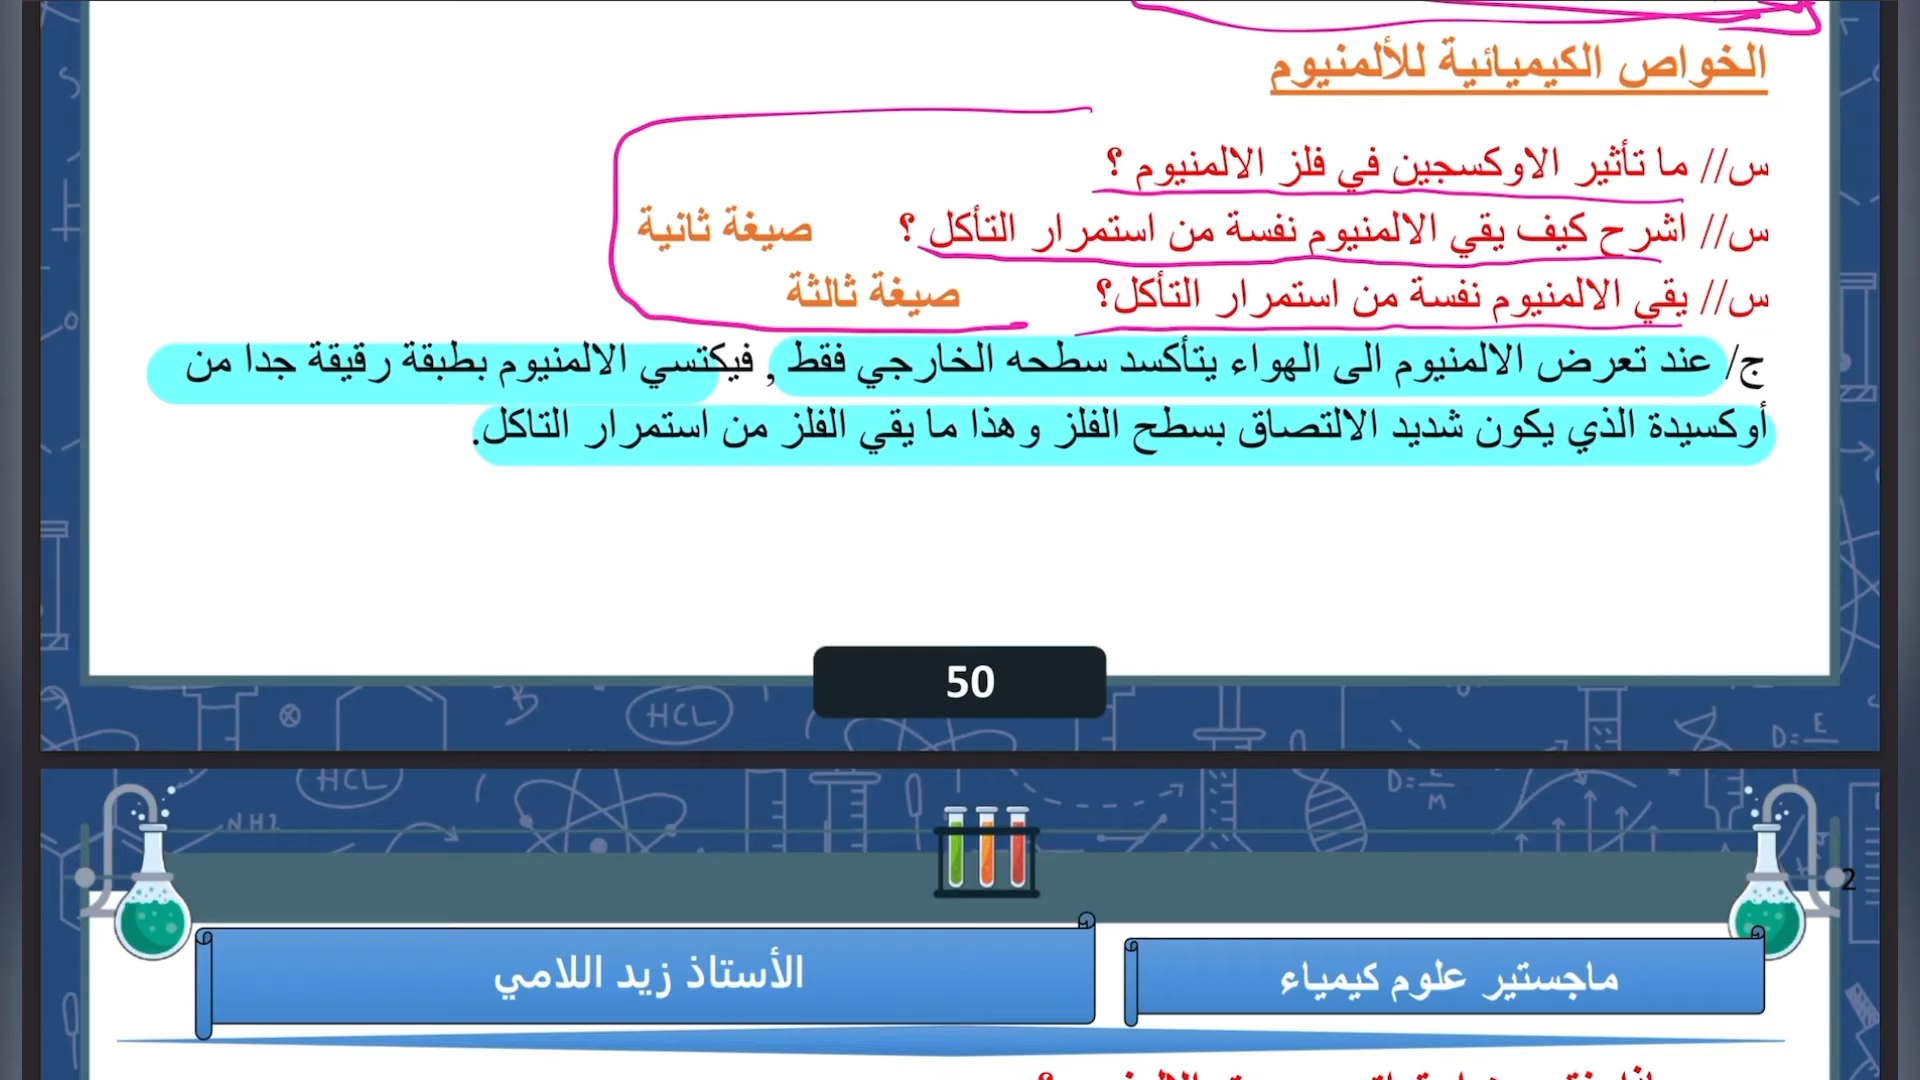 الخواص الكيميائية للألمنيوم
س// ما تأثير الاوكسجين في فلز الالمنيوم ؟
س// اشرح كيف يقي الالمنيوم نفسة من استمرار التأكل ؟ صيغة ثانية
س// يقي الالمنيوم نفسة من استمرار التأكل؟ صيغة ثالثة
ج/ عند تعرض الالمنيوم الى الهواء يتأكسد سطحه الخارجي فقط , فيكتسي الالمنيوم بطبقة رقيقة جدا من
أوكسيدة الذي يكون شديد الالتصاق بسطح الفلز وهذا ما يقي الفلز من استمرار التاكل.
50
HCL
D=E
HCL
NH2
D=
M
2
ماجستير علوم كيمياء
الأستاذ زيد اللامي